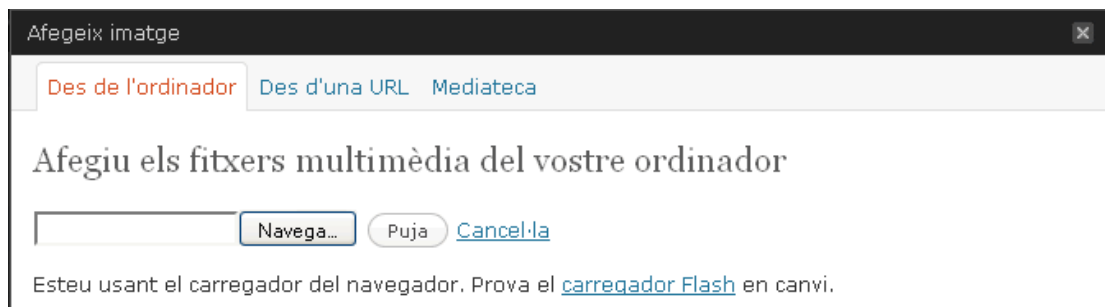 Afegeix imatge
Des de l'ordinador Des d'una URL Mediateca
Afegiu els fitxers multimèdia del vostre ordinador
Navega... Puja Cancel·la
Esteu usant el carregador del navegador. Prova el carregador Flash en canvi.